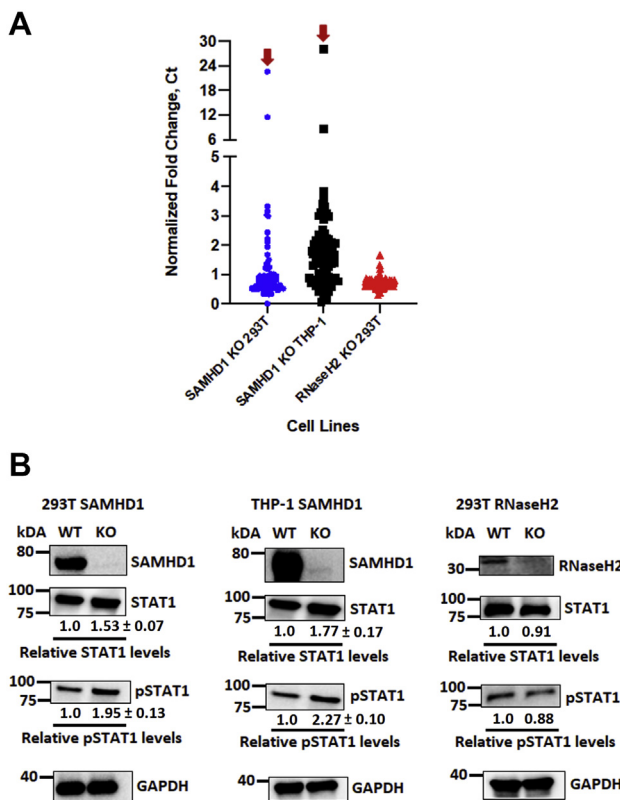 A
30
24
18
12
6
5
4
3
2
1
0
Normalized Fold Change, Ct
SAMHD1 KO 293T
SAMHD1 KO THP-1
RNaseH2 KO 293T
Cell Lines
B
293T SAMHD1
kDA WT KO
80
SAMHD1
100
75
STAT1
1.0 1.53 ± 0.07
Relative STAT1 levels
100
75
pSTAT1
1.0 1.95 ± 0.13
Relative pSTAT1 levels
40
GAPDH
THP-1 SAMHD1
kDA WT KO
80
SAMHD1
100
75
STAT1
1.0 1.77 ± 0.17
Relative STAT1 levels
100
75
pSTAT1
1.0 2.27 ± 0.10
Relative pSTAT1 levels
40
GAPDH
293T RNaseH2
kDA WT KO
30
RNaseH2
100
75
STAT1
1.0 0.91
Relative STAT1 levels
100
75
pSTAT1
1.0 0.88
Relative pSTAT1 levels
40
GAPDH